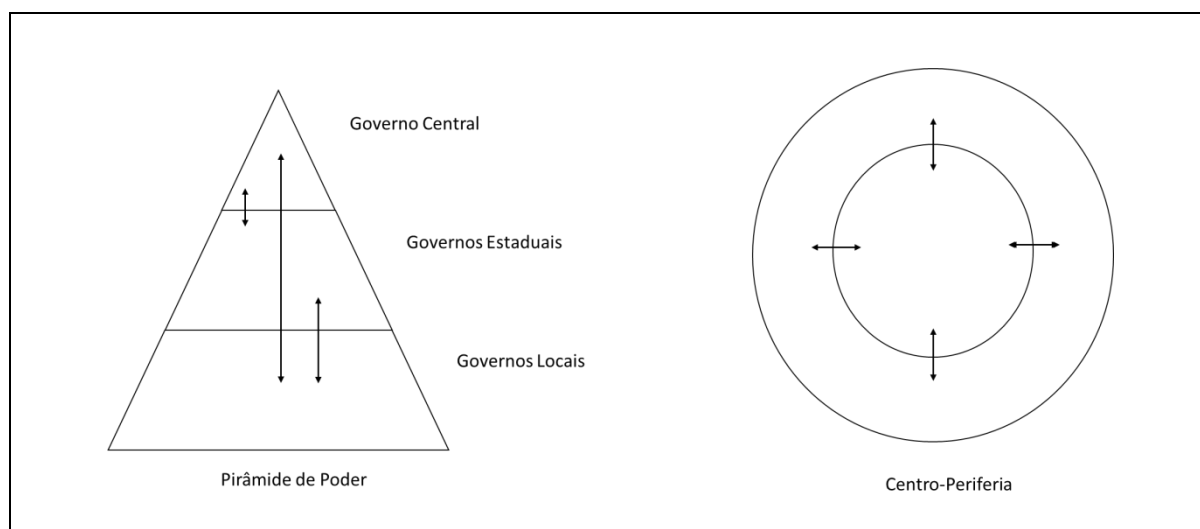 Governo Central
Governos Estaduais
Governos Locais
Pirâmide de Poder
Centro-Periferia